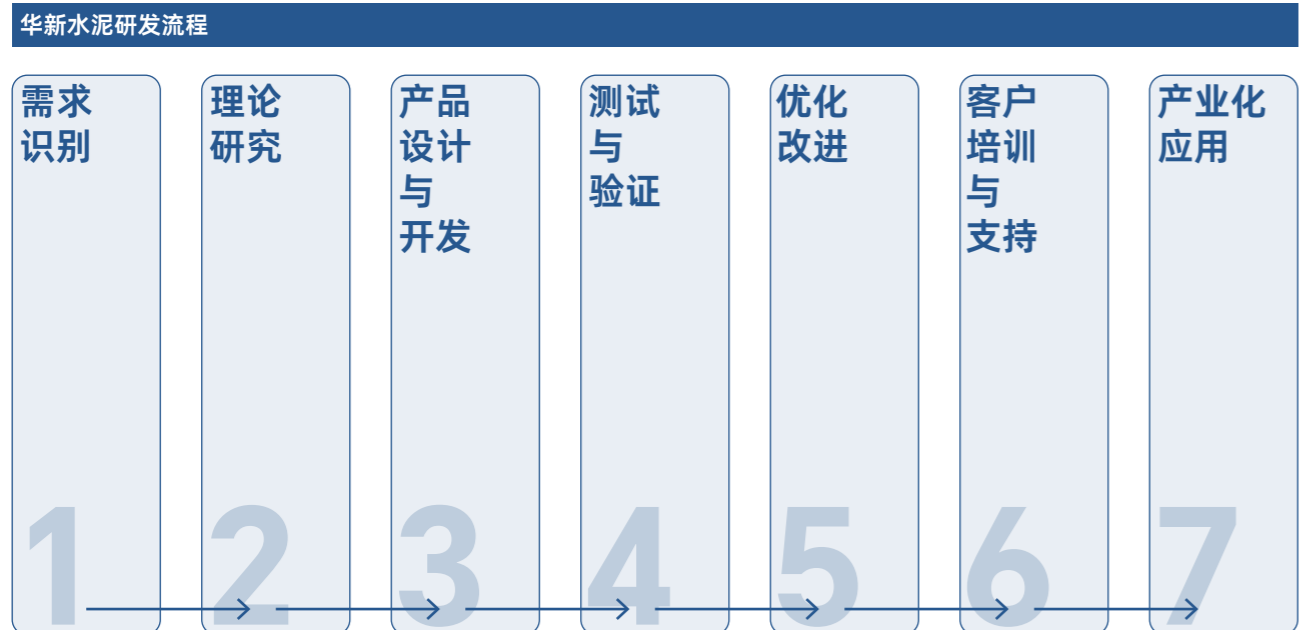 华新水泥研发流程
需求
识别
理论
研究
产品
设计
与
开发
测试
与
验证
优化
改进
客户
培训
与
支持
产业化
应用
1
2
3
4
5
6
7